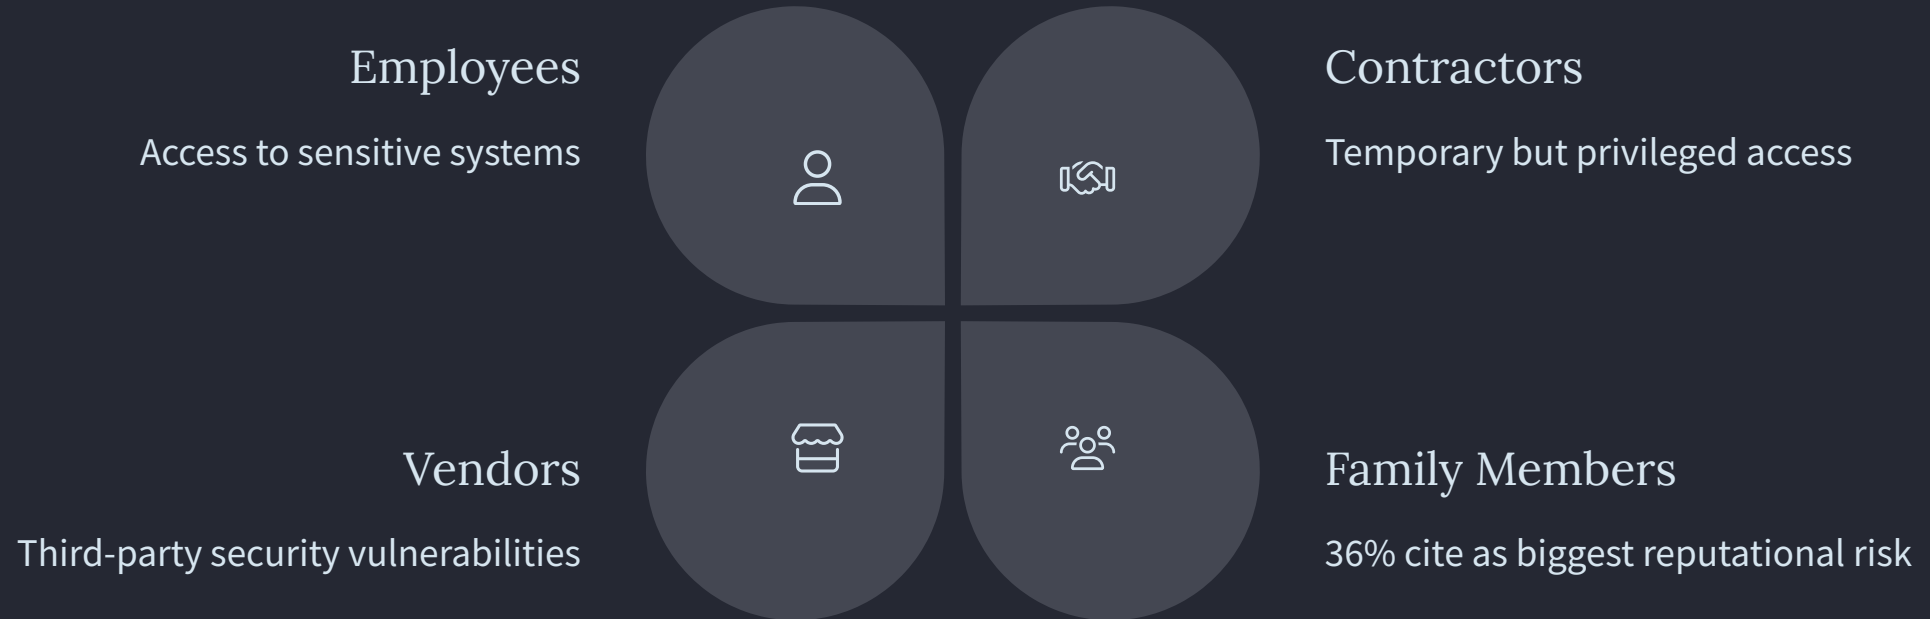 Employees
Access to sensitive systems
Contractors
Temporary but privileged access
Vendors
Third-party security vulnerabilities
Family Members
36% cite as biggest reputational risk